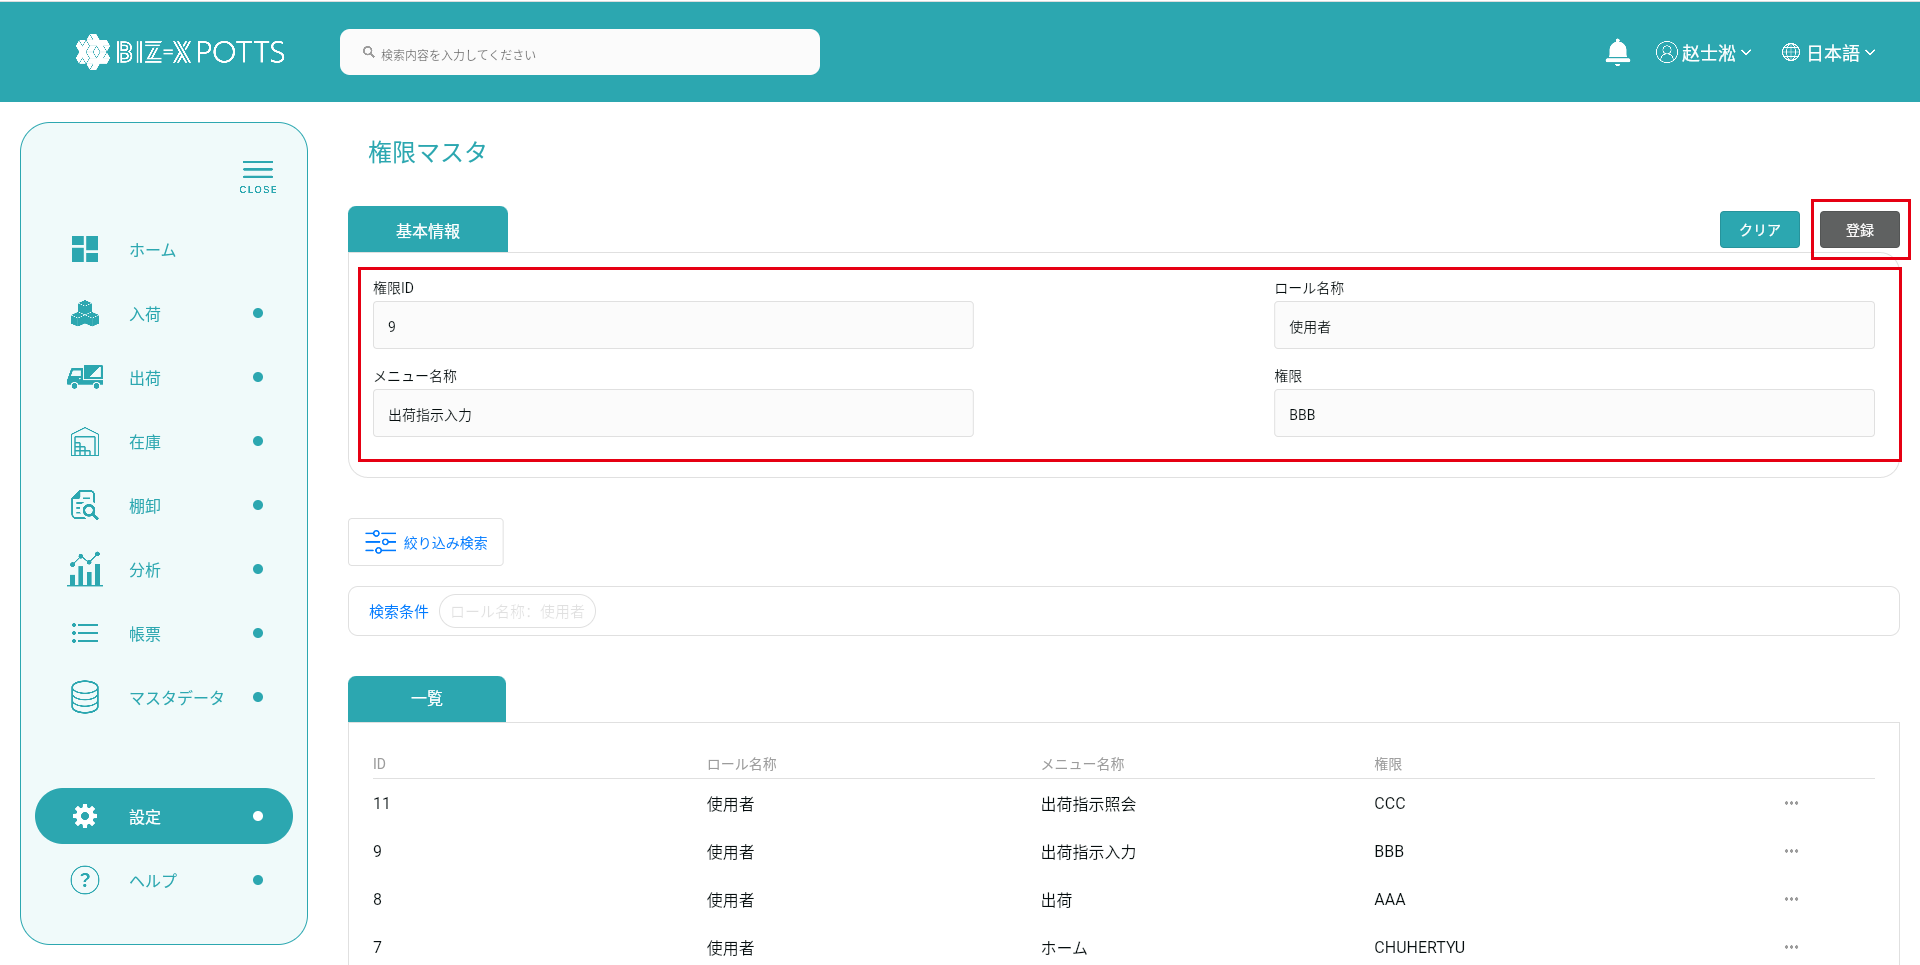 BIZ-X POTTS
検索内容を入力してください
赵士淞
日本語
CLOSE
ホーム
入荷
出荷
在庫
棚卸
分析
帳票
マスタデータ
設定
ヘルプ
権限マスタ
基本情報
クリア
登録
権限ID
ロール名称
9
使用者
メニュー名称
権限
出荷指示入力
BBB
絞り込み検索
検索条件 ロール名称：使用者
一覧
ID ロール名称 メニュー名称 権限
11 使用者 出荷指示照会 CCC
9 使用者 出荷指示入力 BBB
8 使用者 出荷 AAA
7 使用者 ホーム CHUHERTYU